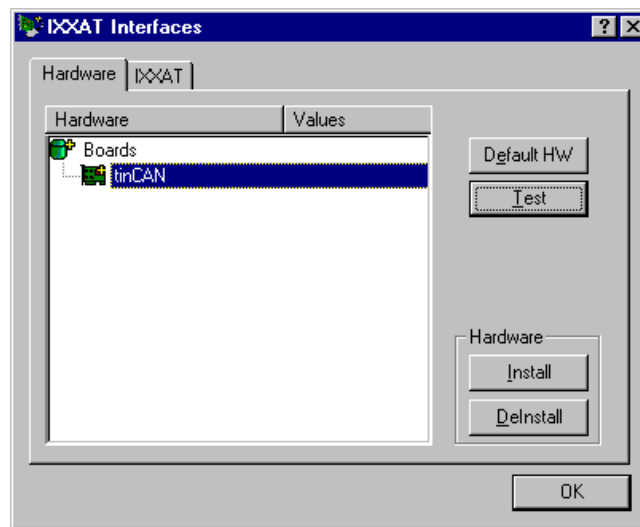 IXXAT Interfaces
Hardware IXXAT
Hardware Values
Boards
tinCAN
Default HW
Test
Hardware
Install
DeInstall
OK